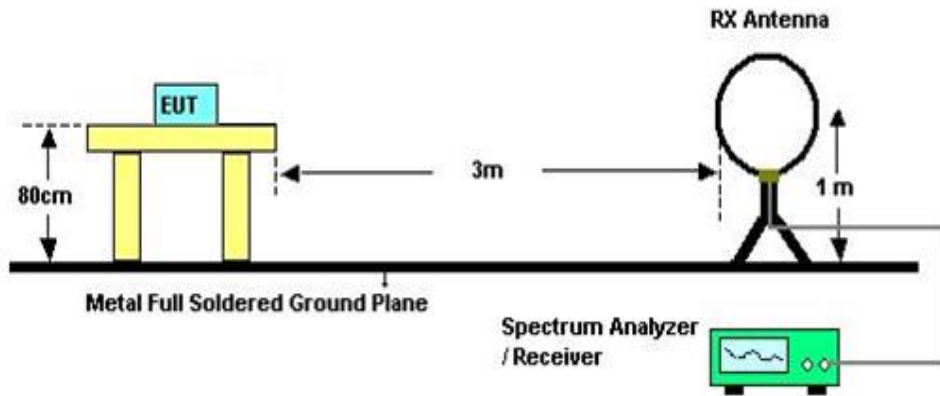 RX Antenna
EUT
80cm
3m
1 m
Metal Full Soldered Ground Plane
Spectrum Analyzer
/ Receiver